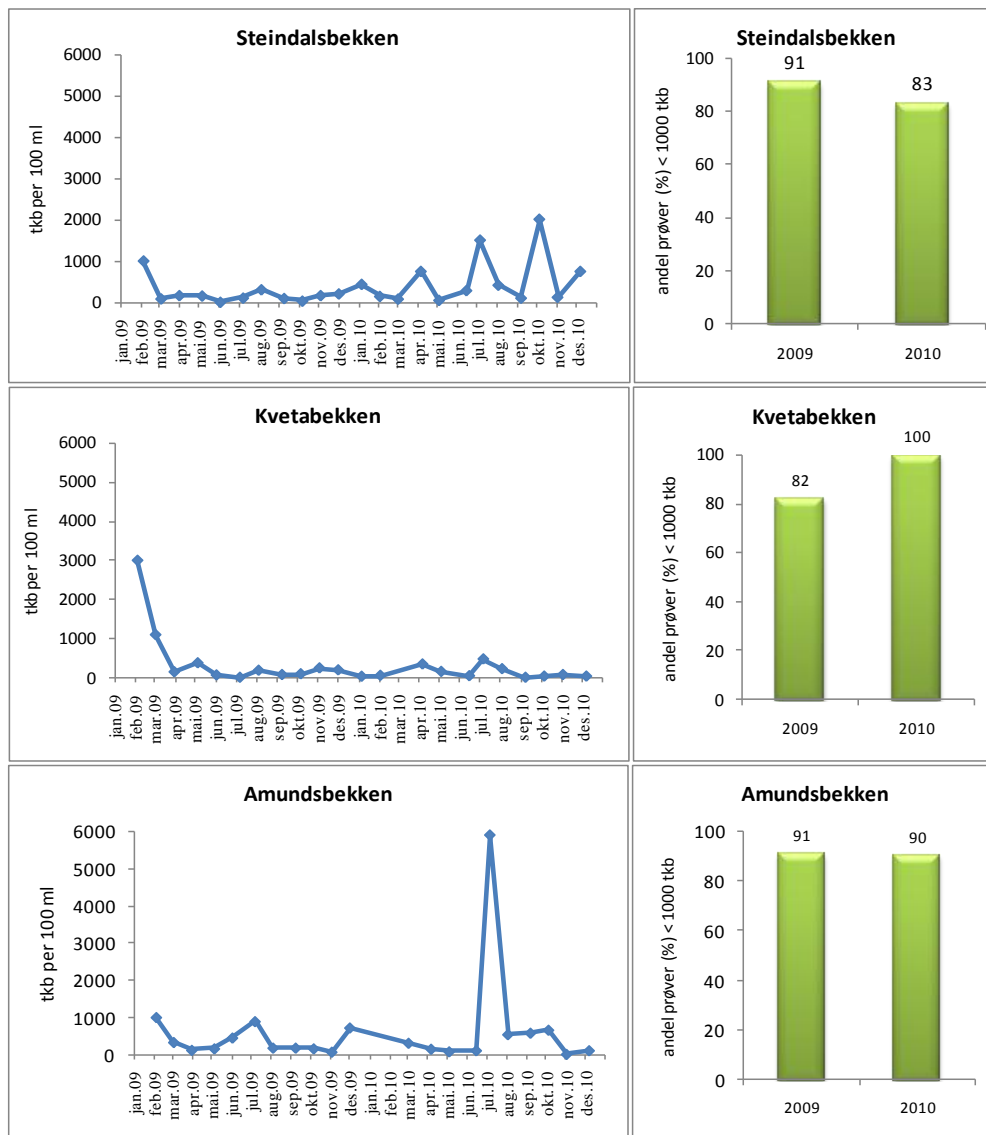 Steindalsbekken
tkbper 100 ml
6000
5000
4000
3000
2000
1000
0
jan.09
feb.09
mar.09
apr.09
mai.09
jun.09
jul.09
aug.09
sep.09
okt.09
nov.09
des.09
jan.10
feb.10
mar.10
apr.10
mai.10
jun.10
jul.10
aug.10
sep.10
okt.10
nov.10
des.10
Steindalsbekken
andel prøver (%) < 1000 tkb
100
80
60
40
20
0
91
83
2009
2010
Kvetabekken
tkbper 100 ml
6000
5000
4000
3000
2000
1000
0
jan.09
feb.09
mar.09
apr.09
mai.09
jun.09
jul.09
aug.09
sep.09
okt.09
nov.09
des.09
jan.10
feb.10
mar.10
apr.10
mai.10
jun.10
jul.10
aug.10
sep.10
okt.10
nov.10
des.10
Kvetabekken
andel prøver (%) < 1000 tkb
100
80
60
40
20
0
82
100
2009
2010
Amundsbekken
tkb per 100 ml
6000
5000
4000
3000
2000
1000
0
jan.09
feb.09
mar.09
apr.09
mai.09
jun.09
jul.09
aug.09
sep.09
okt.09
nov.09
des.09
jan.10
feb.10
mar.10
apr.10
mai.10
jun.10
jul.10
aug.10
sep.10
okt.10
nov.10
des.10
Amundsbekken
andel prøver (%) < 1000 tkb
100
80
60
40
20
0
91
90
2009
2010